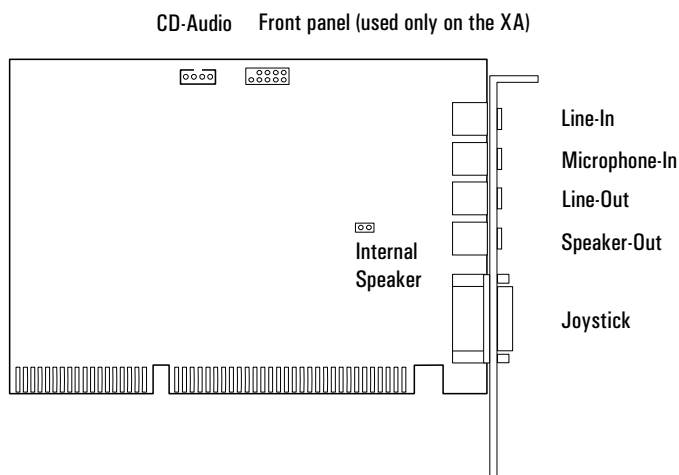 CD-Audio Front panel (used only on the XA)
Line-In
Microphone-In
Line-Out
Speaker-Out
Internal
Speaker
Joystick